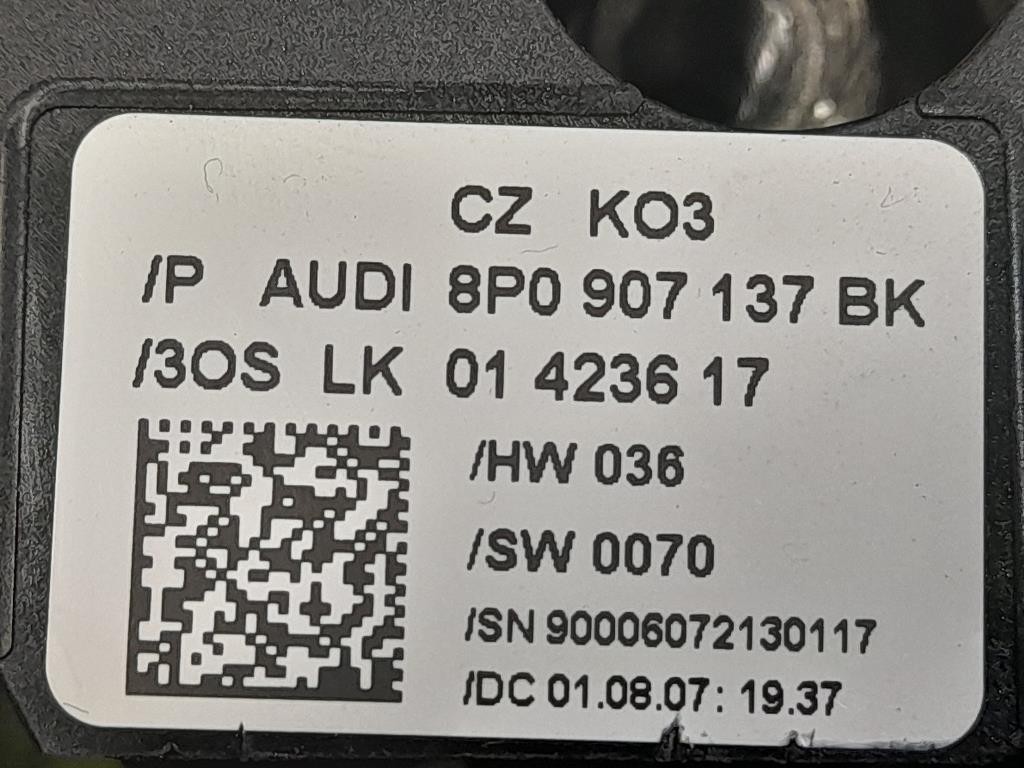 CZ KO3
/P AUDI 8P0 907 137 BK
/3OS LK 01 4236 17
/HW 036
/SW 0070
/SN 90006072130117
/DC 01.08.07: 19.37